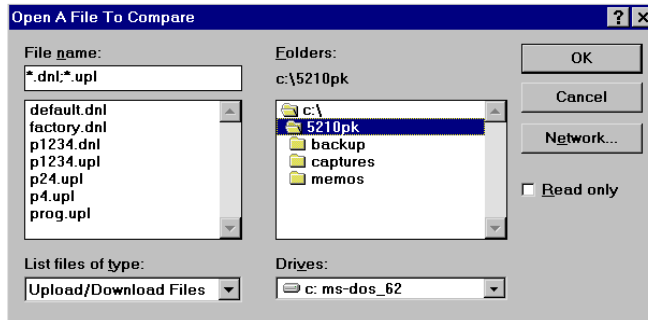 Open A File To Compare
File name:
*.dnl;*.upl
default.dnl
factory.dnl
p1234.dnl
p1234.upl
p24.upl
p4.upl
prog.upl
List files of type:
Upload/Download Files
Folders:
c:\5210pk
c:\
5210pk
backup
captures
memos
Drives:
c: ms-dos_62
OK
Cancel
Network...
Read only